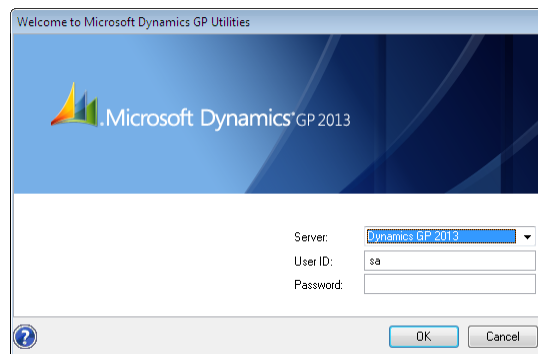 Welcome to Microsoft Dynamics GP Utilities
Microsoft Dynamics® GP 2013
Server: Dynamics GP 2013
User ID: sa
Password:
? OK Cancel